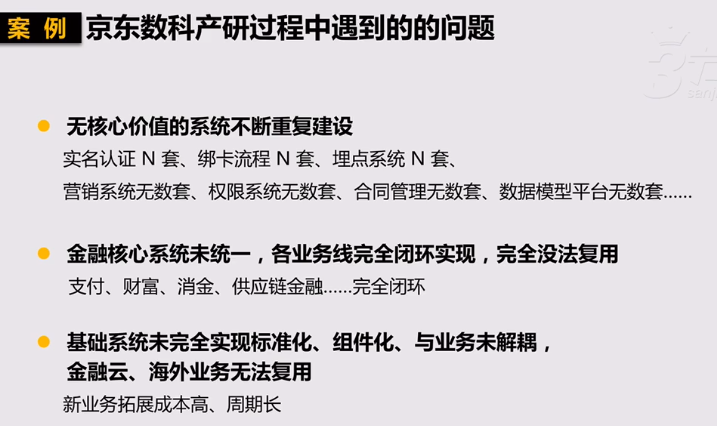 案 例 京东数科产研过程中遇到的的问题
无核心价值的系统不断重复建设
实名认证 N 套、绑卡流程 N 套、埋点系统 N 套、
营销系统无数套、权限系统无数套、合同管理无数套、数据模型平台无数套......
金融核心系统未统一，各业务线完全闭环实现，完全没法复用
支付、财富、消金、供应链金融......完全闭环
基础系统未完全实现标准化、组件化、与业务未解耦，
金融云、海外业务无法复用
新业务拓展成本高、周期长